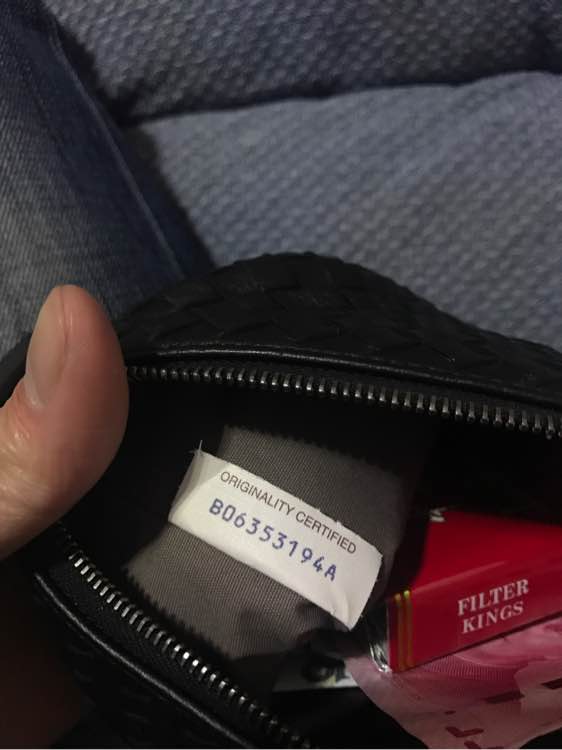 ORIGINALITY CERTIFIED
B06353194A
FILTER
KINGS